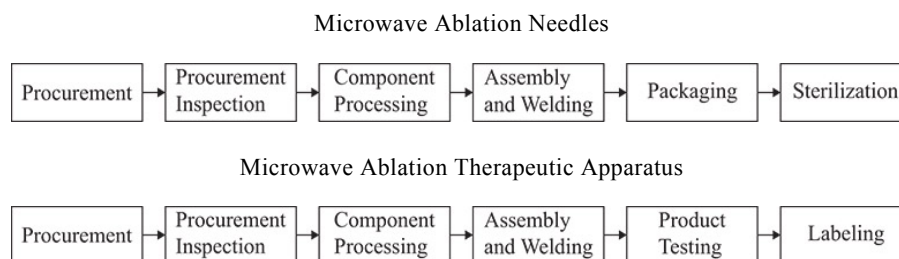 Microwave Ablation Needles
Procurement
Procurement
Inspection
Component
Processing
Assembly
and Welding
Packaging
Sterilization
Microwave Ablation Therapeutic Apparatus
Procurement
Procurement
Inspection
Component
Processing
Assembly
and Welding
Product
Testing
Labeling